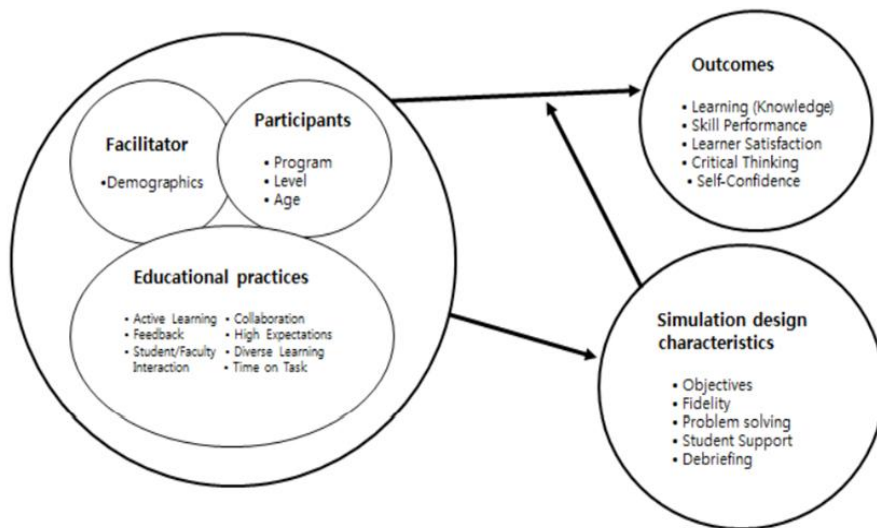 Facilitator
•Demographics
Participants
• Program
• Level
• Age
Educational practices
• Active Learning
• Feedback
• Student/Faculty
Interaction
• Collaboration
• High Expectations
• Diverse Learning
• Time on Task
Outcomes
• Learning (Knowledge)
• Skill Performance
• Learner Satisfaction
• Critical Thinking
• Self-Confidence
Simulation design
characteristics
• Objectives
• Fidelity
• Problem solving
• Student Support
• Debriefing